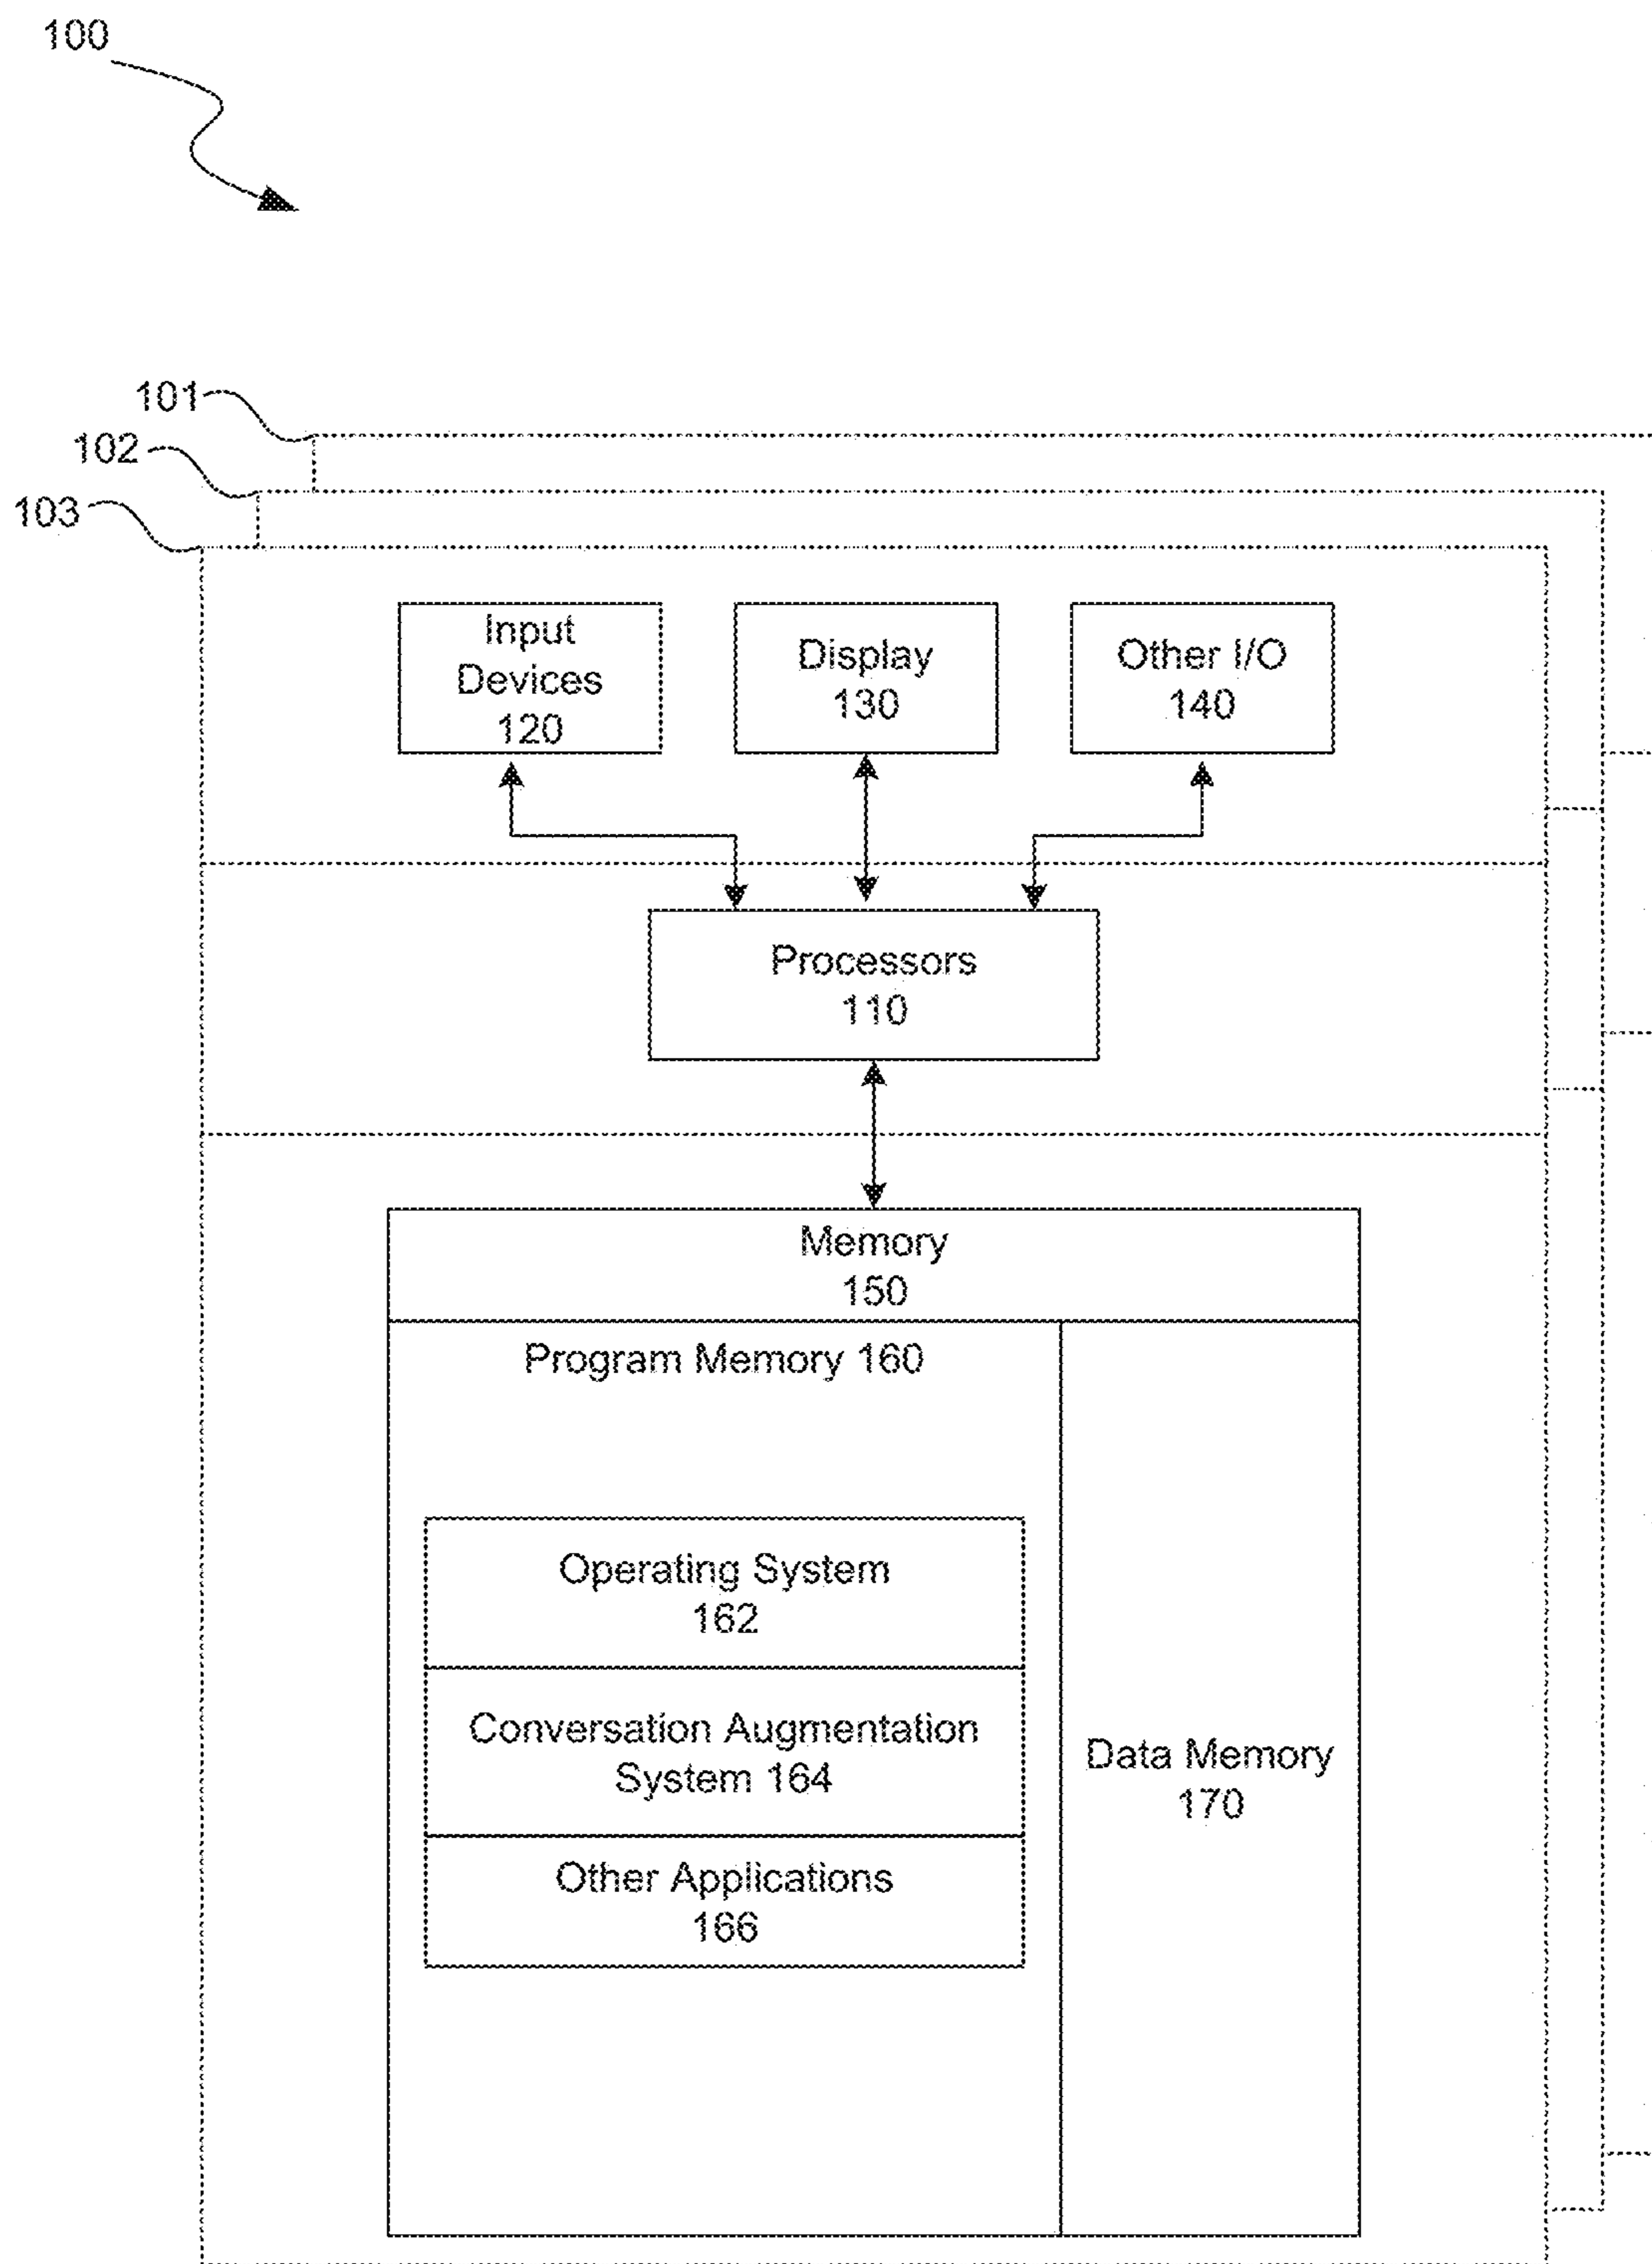 100
101
102
103
Input
Devices
120
Display
130
Other I/O
140
Processors
110
Memory
150
Program Memory 160
Operating System
162
Conversation Augmentation
System 164
Other Applications
166
Data Memory
170